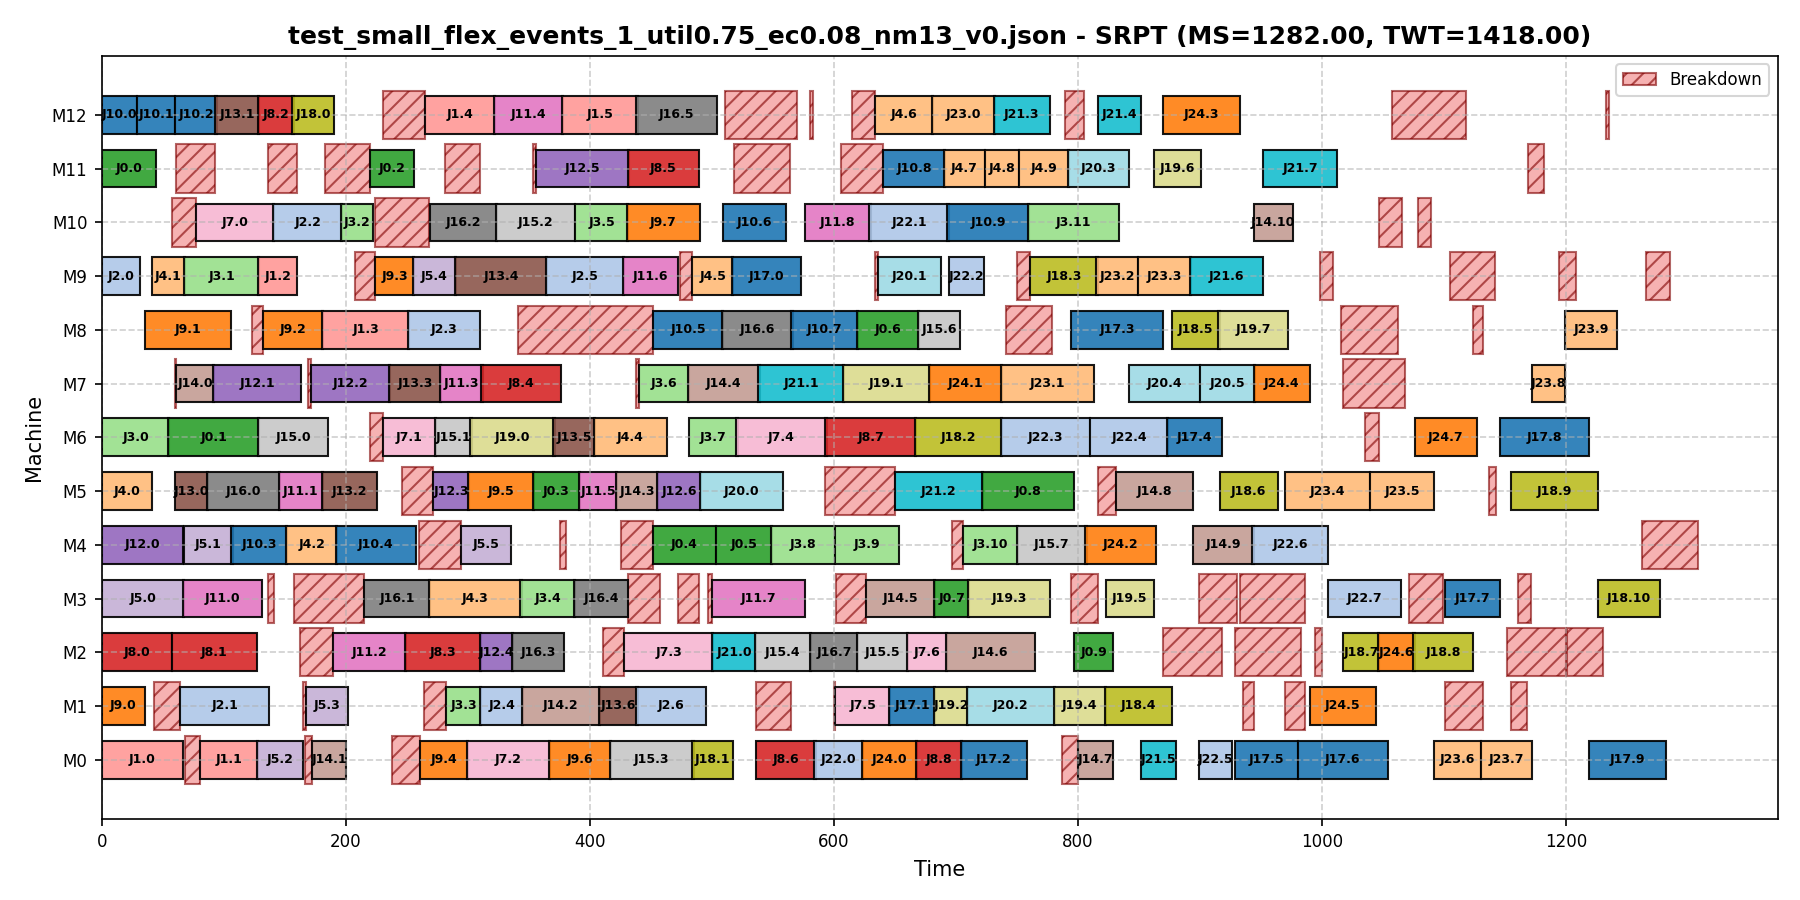 test_small_flex_events_1_util0.75_ec0.08_nm13_v0.json - SRPT (MS=1282.00, TWT=1418.00)
Breakdown
M12 J10.0 J10.1 J10.2 J13.1 J8.2 J18.0 J1.4 J11.4 J1.5 J16.5 J4.6 J23.0 J21.3 J21.4 J24.3
M11 J0.0 J0.2 J12.5 J8.5 J10.8 J4.7 J4.8 J4.9 J20.3 J19.6 J21.7
M10 J7.0 J2.2 J3.2 J16.2 J15.2 J3.5 J9.7 J10.6 J11.8 J22.1 J10.9 J3.11 J14.10
M9 J2.0 J4.1 J3.1 J1.2 J9.3 J5.4 J13.4 J2.5 J11.6 J4.5 J17.0 J20.1 J22.2 J18.3 J23.2 J23.3 J21.6
M8 J9.1 J9.2 J1.3 J2.3 J10.5 J16.6 J10.7 J0.6 J15.6 J17.3 J18.5 J19.7 J23.9
M7 J14.0 J12.1 J12.2 J13.3 J11.3 J8.4 J3.6 J14.4 J21.1 J19.1 J24.1 J23.1 J20.4 J20.5 J24.4 J23.8
M6 J3.0 J0.1 J15.0 J7.1 J15.1 J19.0 J13.5 J4.4 J3.7 J7.4 J8.7 J18.2 J22.3 J22.4 J17.4 J24.7 J17.8
M5 J4.0 J13.0 J16.0 J11.1 J13.2 J12.3 J9.5 J0.3 J11.5 J14.3 J12.6 J20.0 J21.2 J0.8 J14.8 J18.6 J23.4 J23.5 J18.9
M4 J12.0 J5.1 J10.3 J4.2 J10.4 J5.5 J0.4 J0.5 J3.8 J3.9 J3.10 J15.7 J24.2 J14.9 J22.6
M3 J5.0 J11.0 J16.1 J4.3 J3.4 J16.4 J11.7 J14.5 J0.7 J19.3 J19.5 J22.7 J17.7 J18.10
M2 J8.0 J8.1 J11.2 J8.3 J12.4 J16.3 J7.3 J21.0 J15.4 J16.7 J15.5 J7.6 J14.6 J0.9 J18.7 J24.6 J18.8
M1 J9.0 J2.1 J5.3 J3.3 J2.4 J14.2 J13.6 J2.6 J7.5 J17.1 J19.2 J20.2 J19.4 J18.4 J24.5
M0 J1.0 J1.1 J5.2 J14.1 J9.4 J7.2 J9.6 J15.3 J18.1 J8.6 J22.0 J24.0 J8.8 J17.2 J14.7 J21.5 J22.5 J17.5 J17.6 J23.6 J23.7 J17.9
0 200 400 600 800 1000 1200
Time
Machine